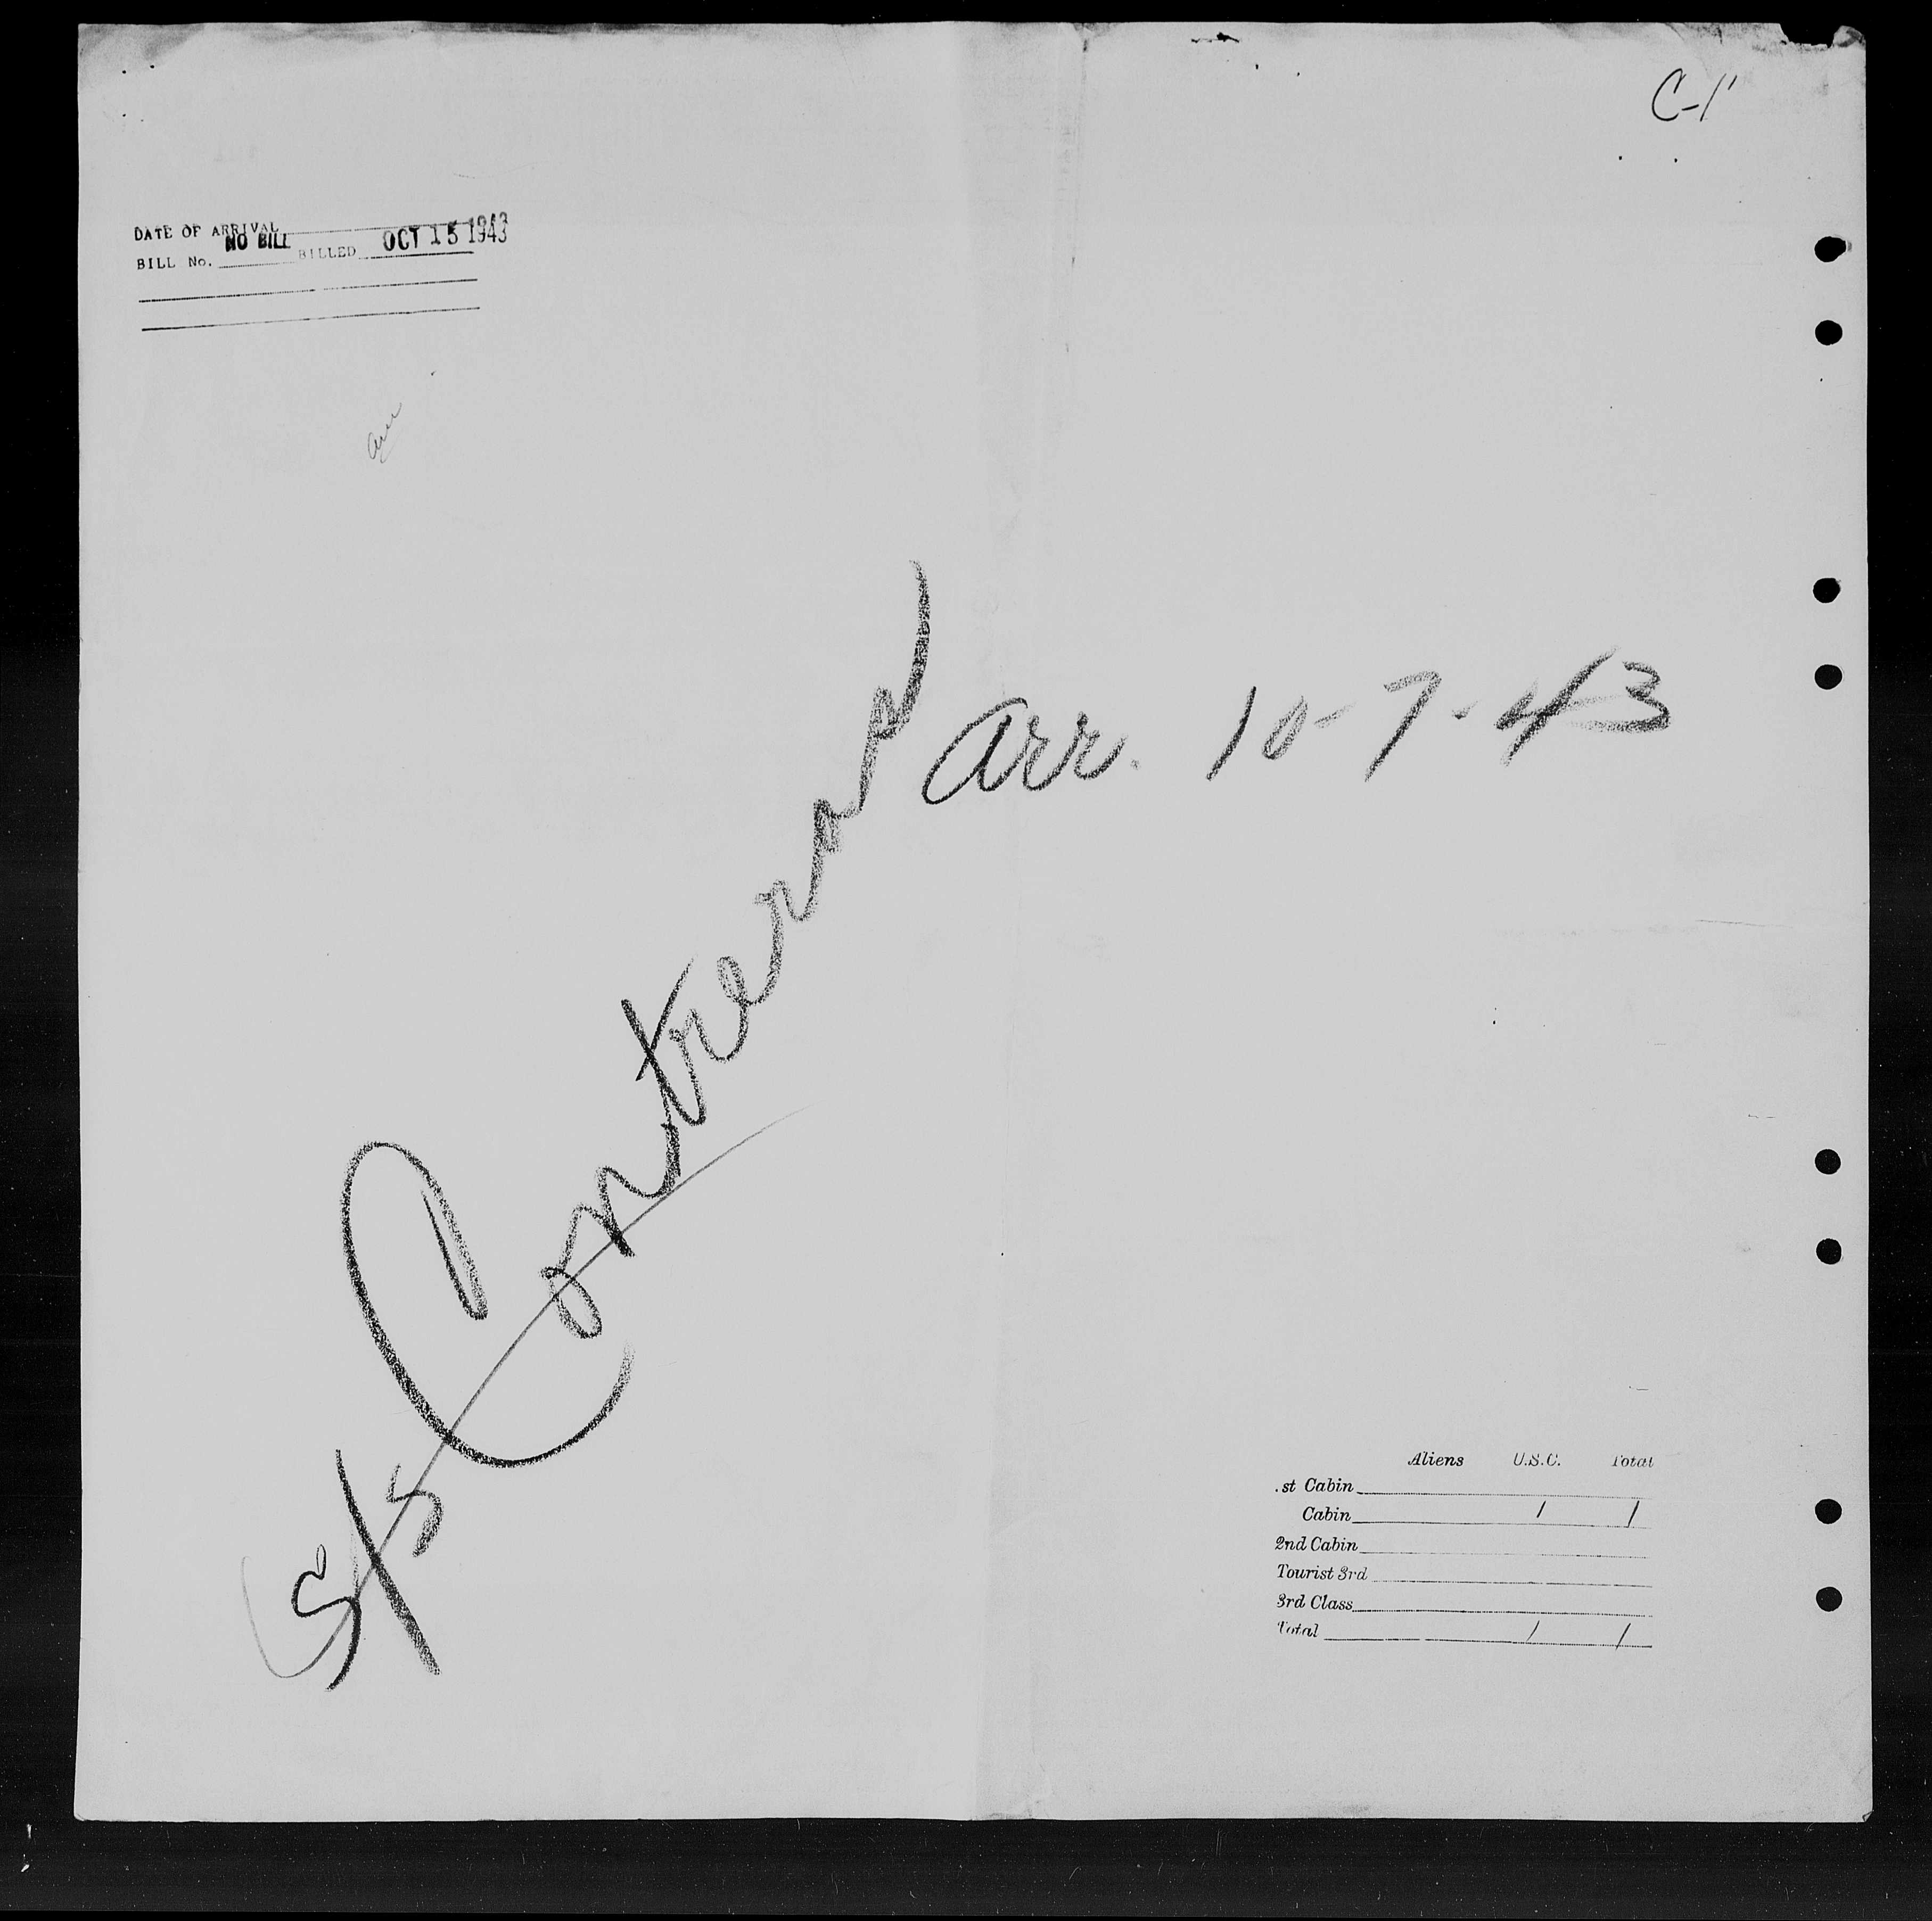 C-1
DATE OF ARRIVAL
BILL No. NO BILL BILLED OCT 15 1943
arr. 10-7-43
S/S Contreras
Aliens U.S.C. Total
st Cabin
Cabin 1 1
2nd Cabin
Tourist 3rd
3rd Class
Total 1 1